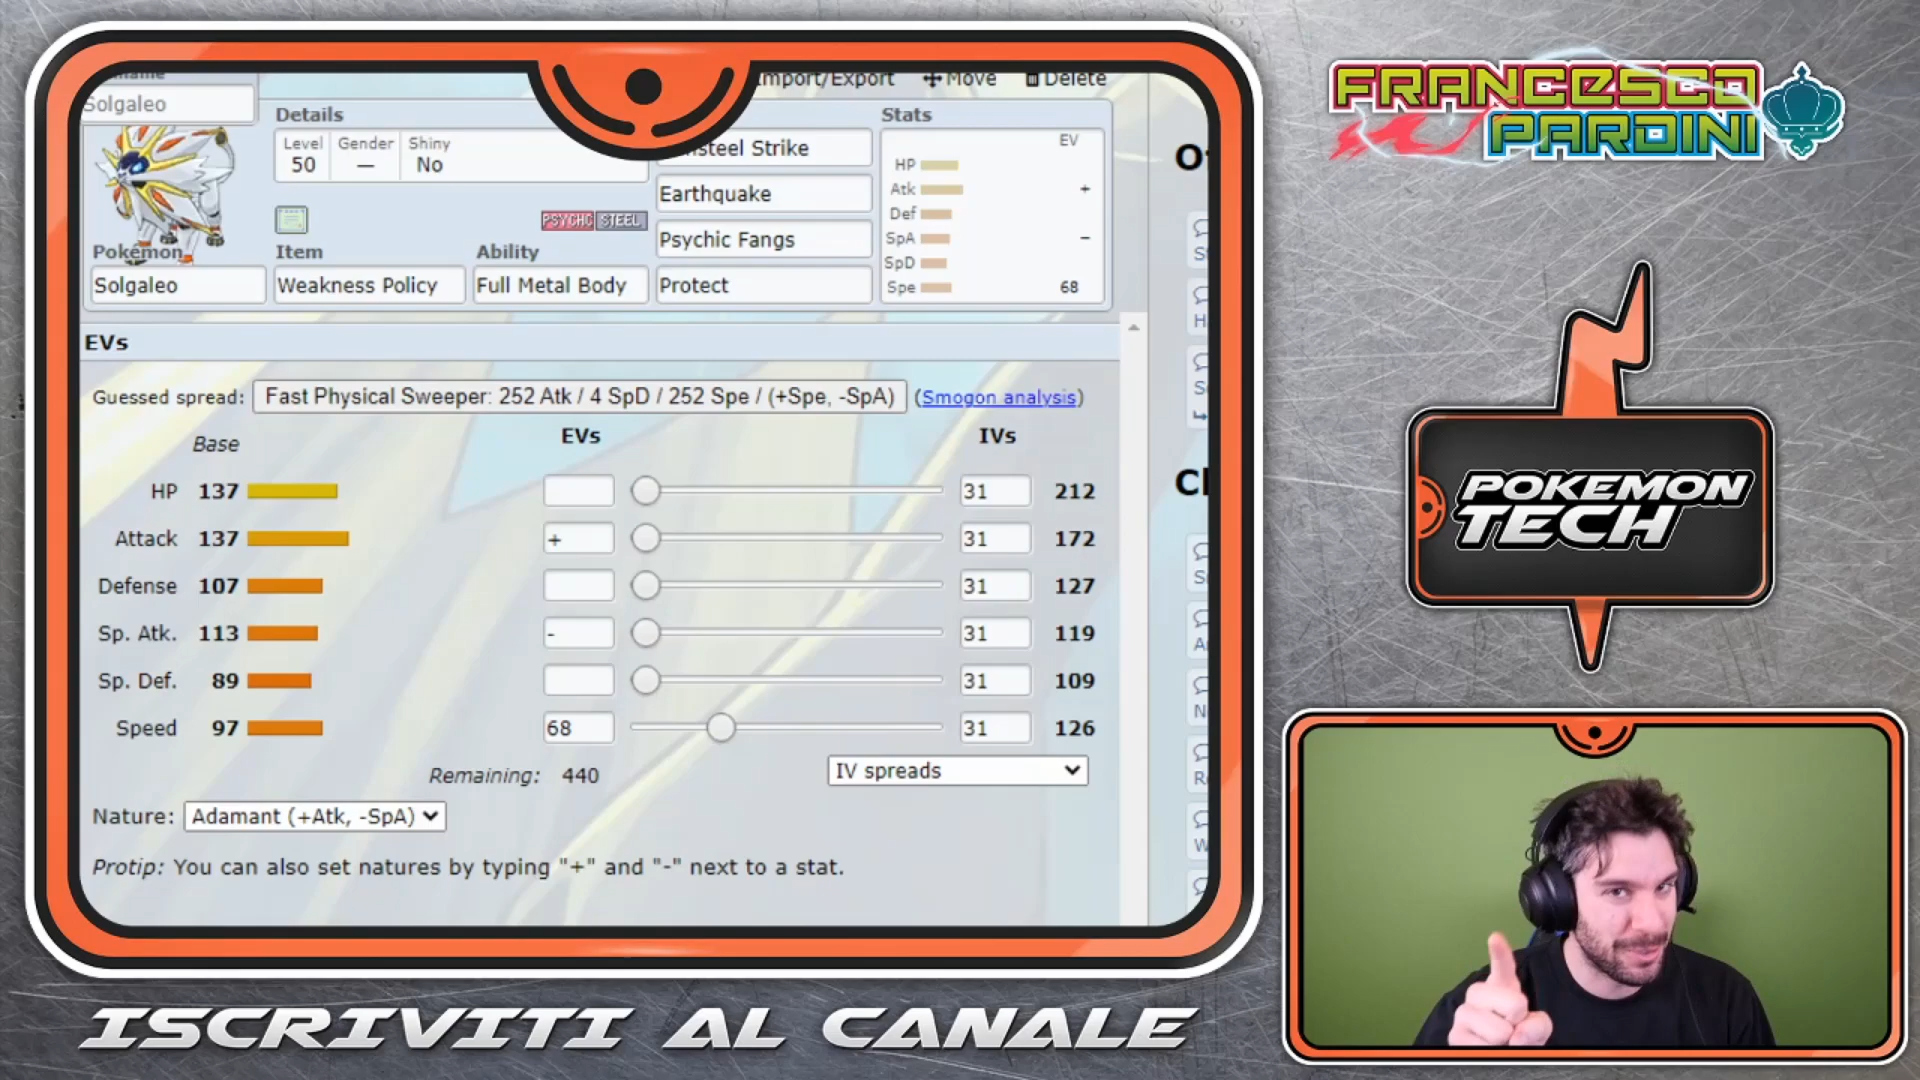 Solgaleo
Import/Export Move Delete
Details
Level Gender Shiny
50 — No
PSYCHC STEEL
Pokémon Item Ability
Solgaleo Weakness Policy Full Metal Body
steel Strike
Earthquake
Psychic Fangs
Protect
Stats
EV
HP
Atk +
Def
SpA −
SpD
Spe 68
EVs
Guessed spread: Fast Physical Sweeper: 252 Atk / 4 SpD / 252 Spe / (+Spe, -SpA) (Smogon analysis)
Base EVs IVs
HP 137 31 212
Attack 137 + 31 172
Defense 107 31 127
Sp. Atk. 113 - 31 119
Sp. Def. 89 31 109
Speed 97 68 31 126
Remaining: 440 IV spreads
Nature: Adamant (+Atk, -SpA)
Protip: You can also set natures by typing "+" and "-" next to a stat.
FRANCESCO
PARDINI
POKEMON
TECH
ISCRIVITI AL CANALE